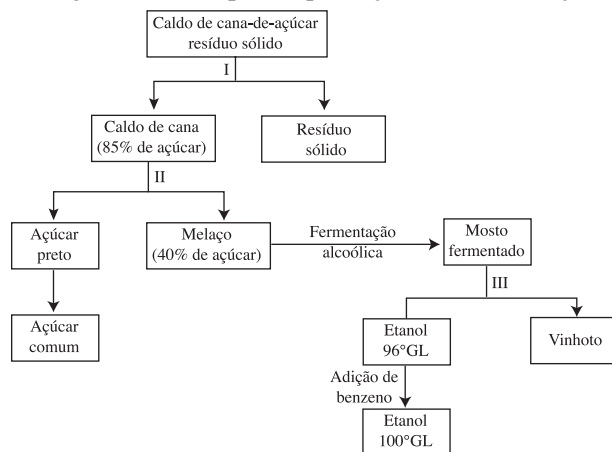 Caldo de cana-de-açúcar
resíduo sólido
I
Caldo de cana
(85% de açúcar)
Resíduo
sólido
II
Açúcar
preto
Melaço
(40% de açúcar)
Fermentação
alcoólica
Mosto
fermentado
III
Açúcar
comum
Etanol
96°GL
Vinhoto
Adição de
benzeno
Etanol
100°GL